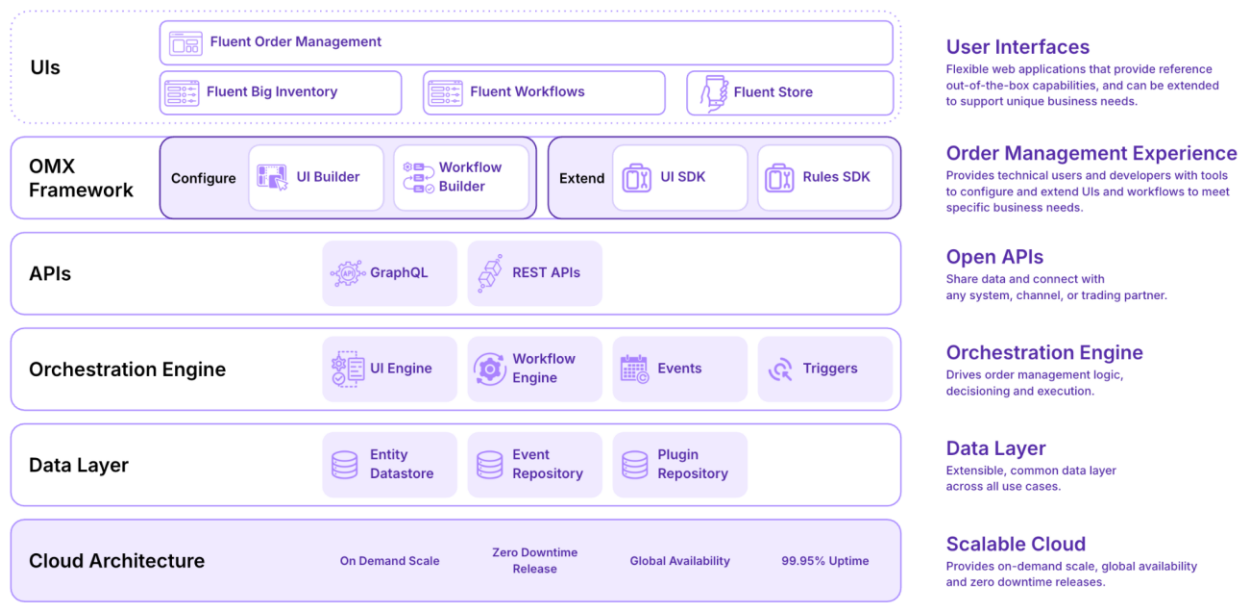 UIs
Fluent Order Management
Fluent Big Inventory
Fluent Workflows
Fluent Store
User Interfaces
Flexible web applications that provide reference
out-of-the-box capabilities, and can be extended
to support unique business needs.
OMX
Framework
Configure
UI Builder
Workflow
Builder
Extend
UI SDK
Rules SDK
Order Management Experience
Provides technical users and developers with tools
to configure and extend UIs and workflows to meet
specific business needs.
APIs
API
GraphQL
REST APIs
Open APIs
Share data and connect with
any system, channel, or trading partner.
Orchestration Engine
UI Engine
Workflow
Engine
Events
Triggers
Orchestration Engine
Drives order management logic,
decisioning and execution.
Data Layer
Entity
Datastore
Event
Repository
Plugin
Repository
Data Layer
Extensible, common data layer
across all use cases.
Cloud Architecture
On Demand Scale
Zero Downtime
Release
Global Availability
99.95% Uptime
Scalable Cloud
Provides on-demand scale, global availability
and zero downtime releases.